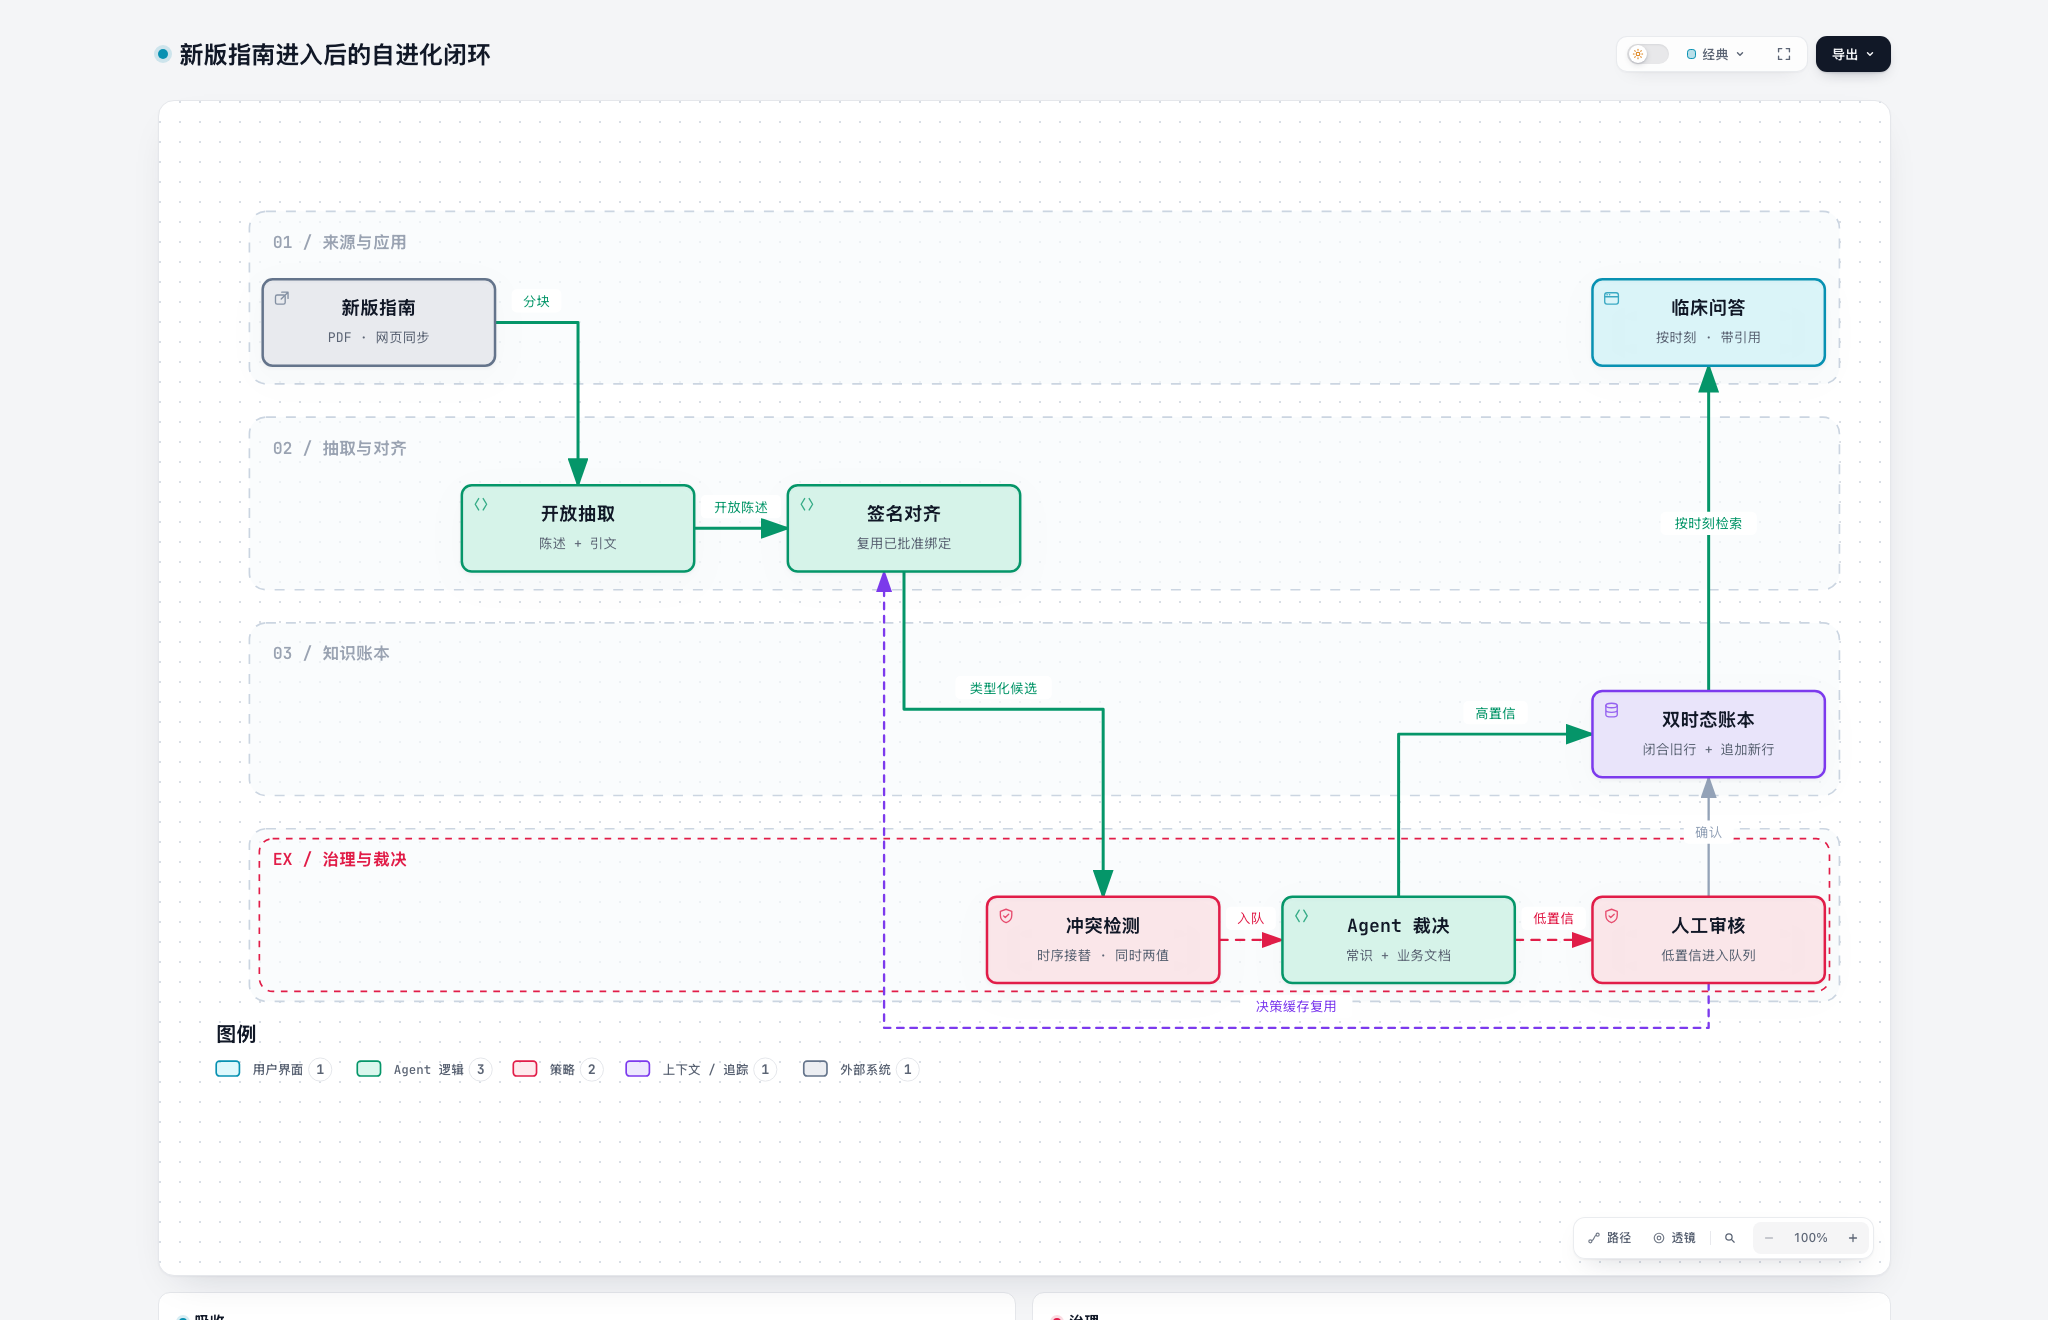 新版指南进入后的自进化闭环
经典
导出
01 / 来源与应用
新版指南
PDF · 网页同步
分块
临床问答
按时刻 · 带引用
02 / 抽取与对齐
开放抽取
陈述 + 引文
开放陈述
签名对齐
复用已批准绑定
按时刻检索
03 / 知识账本
类型化候选
高置信
双时态账本
闭合旧行 + 追加新行
确认
EX / 治理与裁决
冲突检测
时序接替 · 同时两值
入队
Agent 裁决
常识 + 业务文档
低置信
人工审核
低置信进入队列
决策缓存复用
图例
用户界面 1
Agent 逻辑 3
策略 2
上下文 / 追踪 1
外部系统 1
路径
透镜
100%
吸收
治理